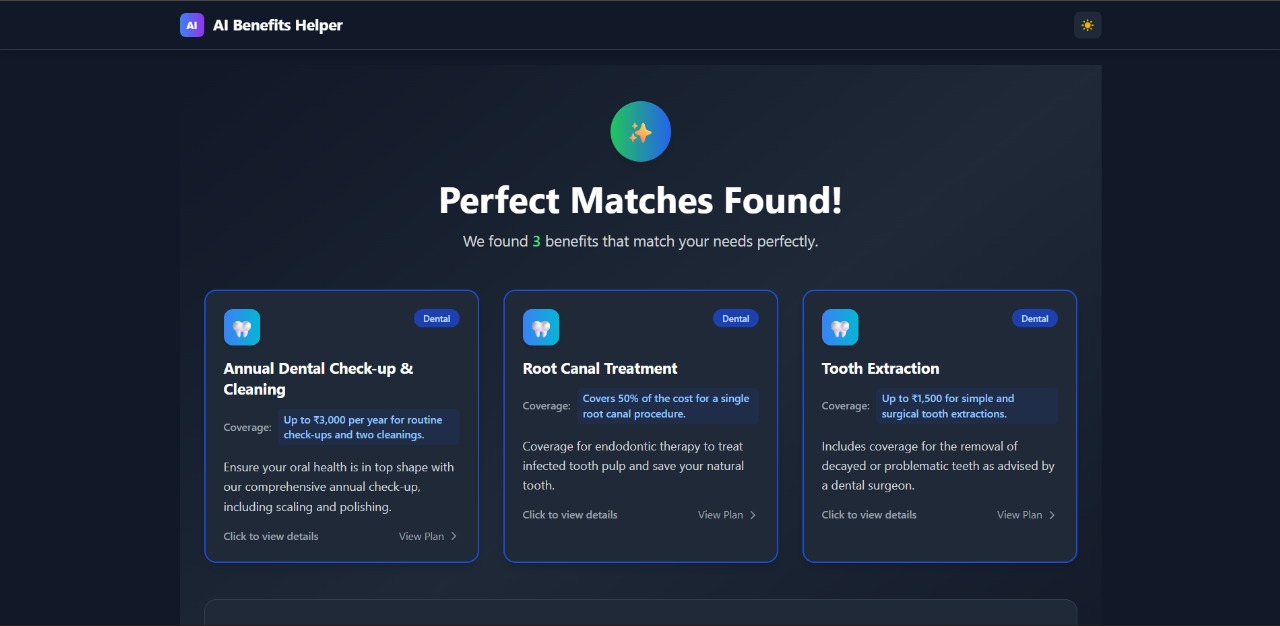 AI AI Benefits Helper
Perfect Matches Found!
We found 3 benefits that match your needs perfectly.
Dental
Annual Dental Check-up &
Cleaning
Coverage: Up to ₹3,000 per year for routine
check-ups and two cleanings.
Ensure your oral health is in top shape with
our comprehensive annual check-up,
including scaling and polishing.
Click to view details View Plan
Dental
Root Canal Treatment
Coverage: Covers 50% of the cost for a single
root canal procedure.
Coverage for endodontic therapy to treat
infected tooth pulp and save your natural
tooth.
Click to view details View Plan
Dental
Tooth Extraction
Coverage: Up to ₹1,500 for simple and
surgical tooth extractions.
Includes coverage for the removal of
decayed or problematic teeth as advised by
a dental surgeon.
Click to view details View Plan